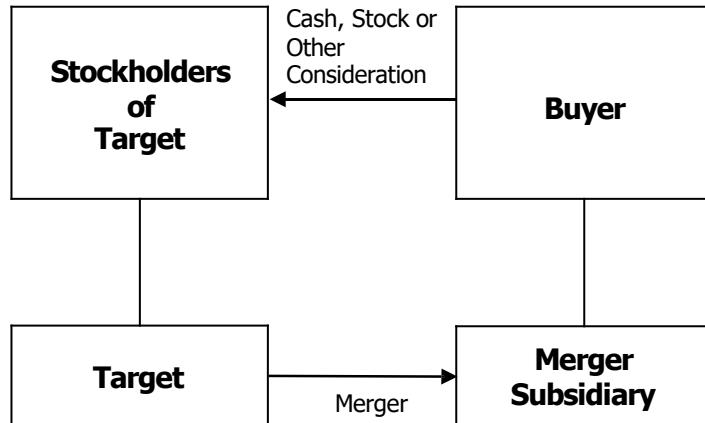 Cash, Stock or
Other
Consideration
Stockholders
of
Target
Buyer
Target
Merger
Merger
Subsidiary